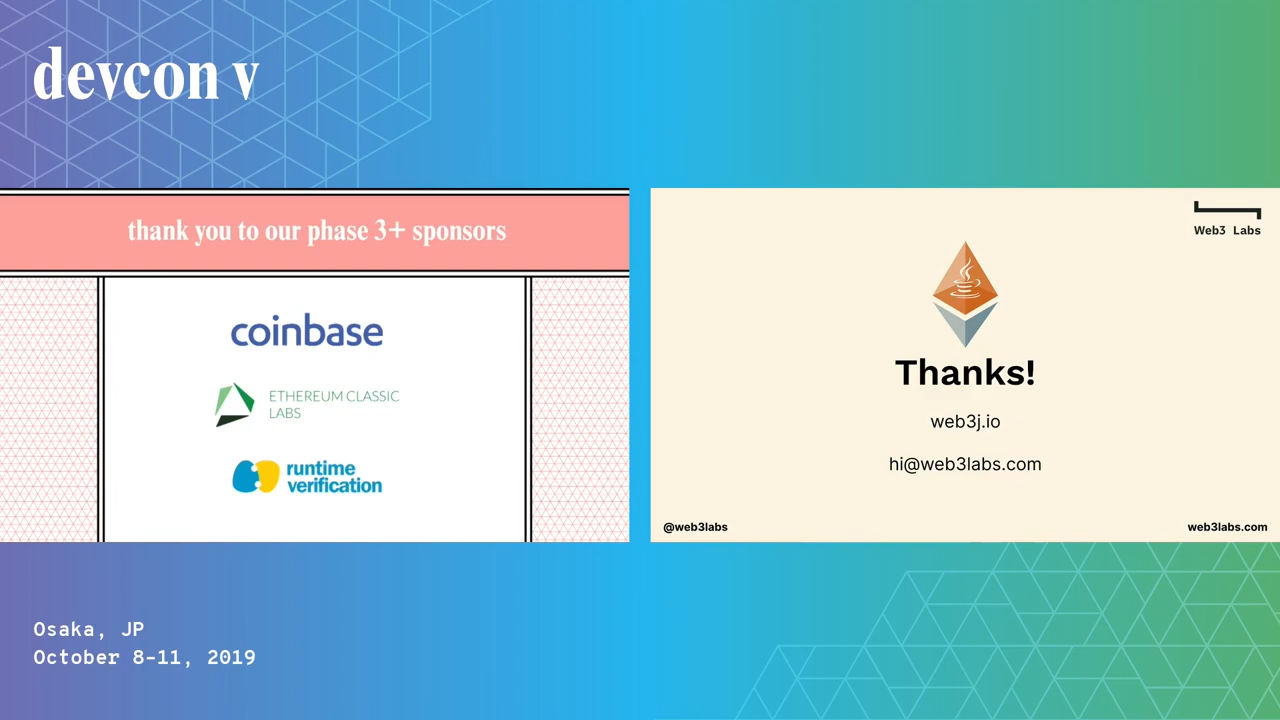 devcon v
thank you to our phase 3+ sponsors
coinbase
ETHEREUM CLASSIC
LABS
runtime
verification
Web3 Labs
Thanks!
web3j.io
hi@web3labs.com
@web3labs
web3labs.com
Osaka, JP
October 8-11, 2019